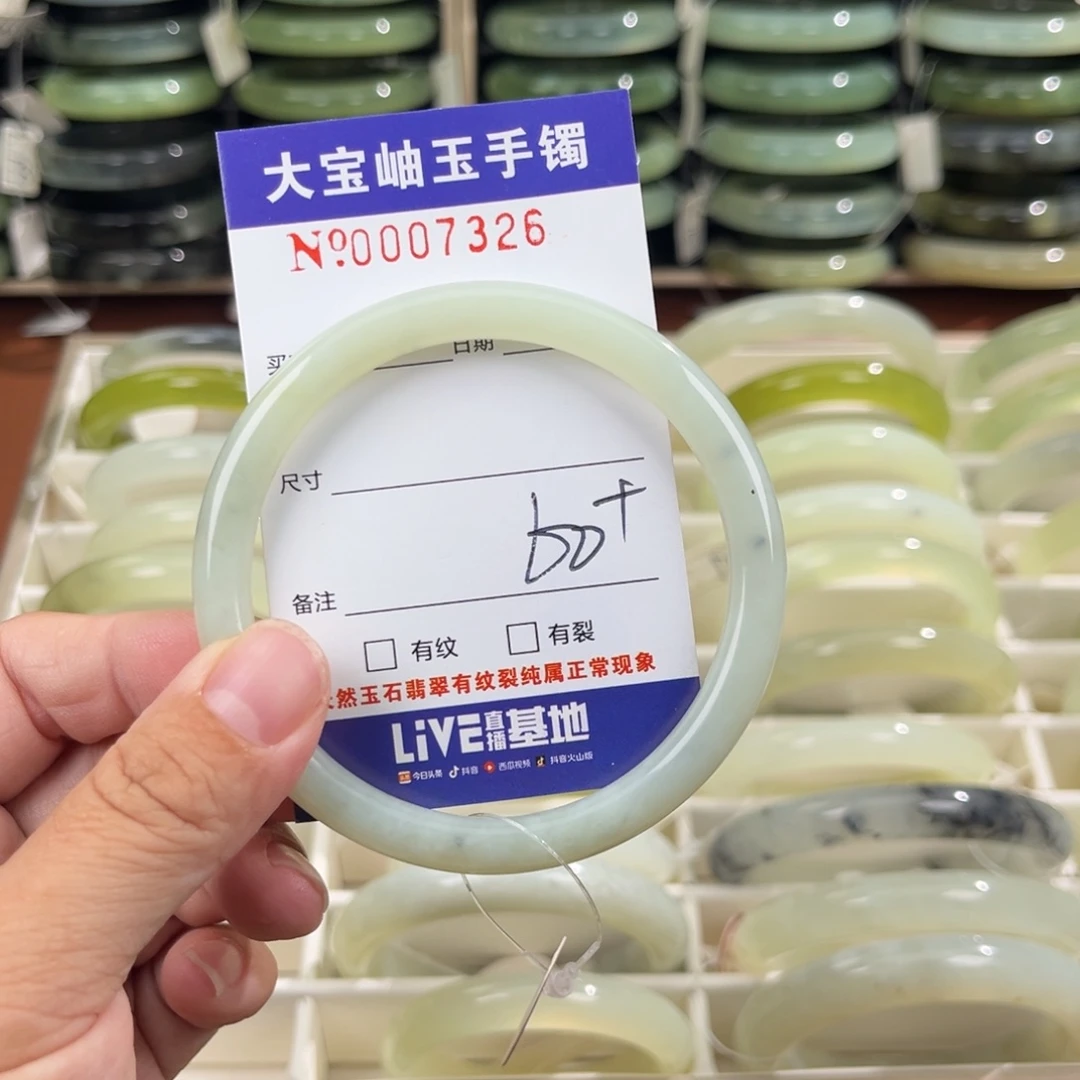 大宝岫玉手镯
№0007326
买
日期
尺寸
60+
备注
□ 有纹 □ 有裂
然玉石翡翠有纹裂纯属正常现象
LiVE直播基地
今日头条 抖音 西瓜视频 抖音火山版